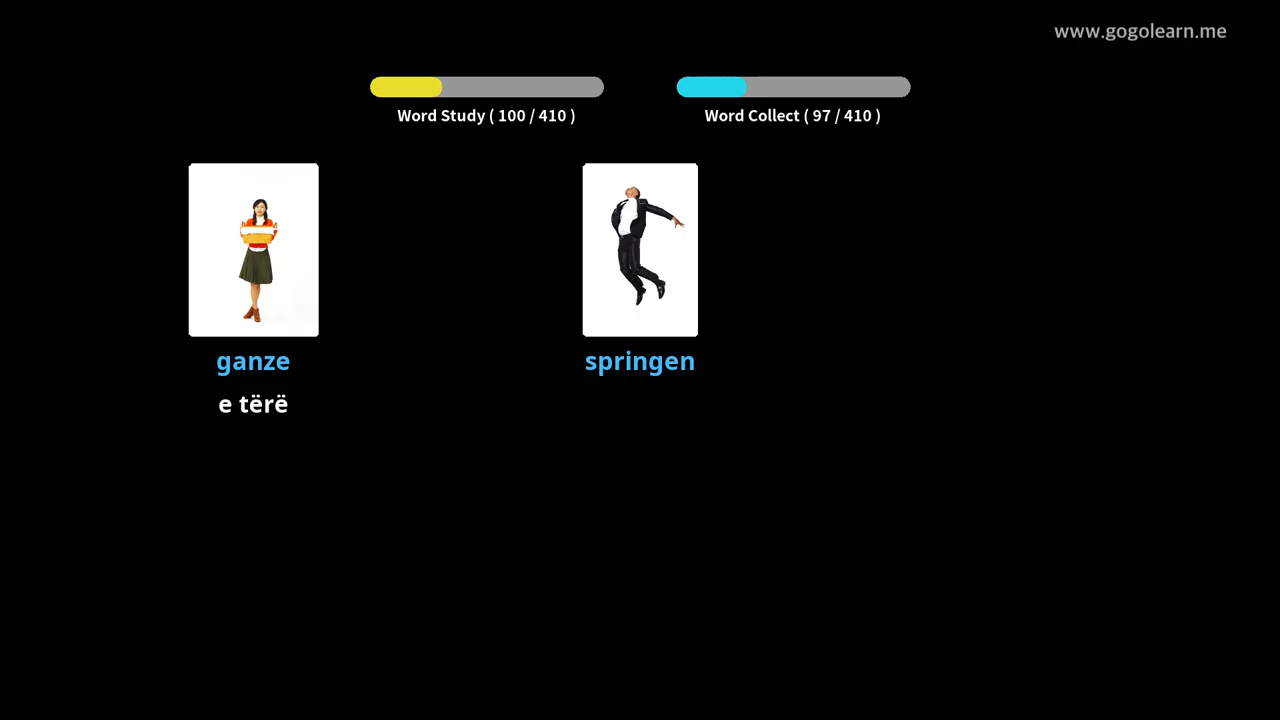 www.gogolearn.me
Word Study ( 100 / 410 )
Word Collect ( 97 / 410 )
ganze
springen
e tërë